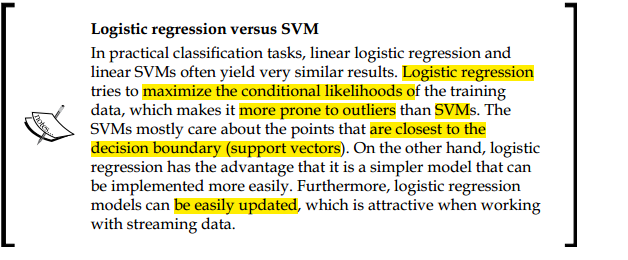 Logistic regression versus SVM
In practical classification tasks, linear logistic regression and
linear SVMs often yield very similar results. Logistic regression
tries to maximize the conditional likelihoods of the training
data, which makes it more prone to outliers than SVMs. The
SVMs mostly care about the points that are closest to the
decision boundary (support vectors). On the other hand, logistic
regression has the advantage that it is a simpler model that can
be implemented more easily. Furthermore, logistic regression
models can be easily updated, which is attractive when working
with streaming data.
notes...